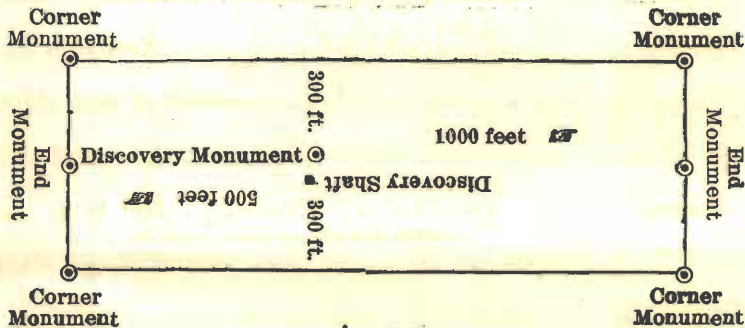 Corner
Monument
Corner
Monument
300 ft.
1000 feet
End
Monument
Discovery Monument
End
Monument
Discovery Shaft
500 feet
300 ft.
Corner
Monument
Corner
Monument